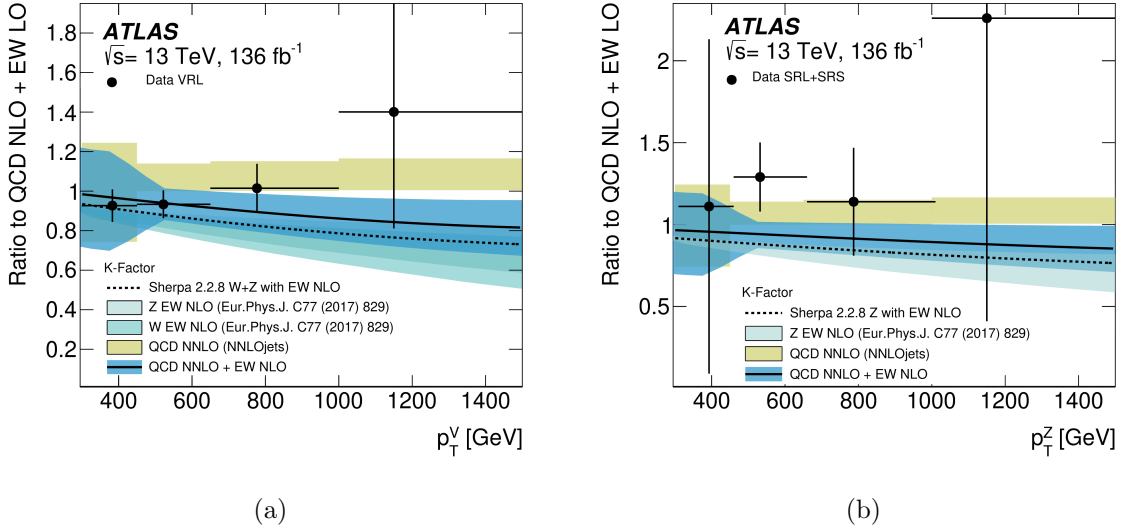 Ratio to QCD NLO + EW LO
ATLAS
√s= 13 TeV, 136 fb⁻¹
Data VRL
1.8
1.6
1.4
1.2
1
0.8
0.6
0.4
0.2
K-Factor
Sherpa 2.2.8 W+Z with EW NLO
Z EW NLO (Eur.Phys.J. C77 (2017) 829)
W EW NLO (Eur.Phys.J. C77 (2017) 829)
QCD NNLO (NNLOjets)
QCD NNLO + EW NLO
400 600 800 1000 1200 1400
p_T^V [GeV]
(a)
Ratio to QCD NLO + EW LO
ATLAS
√s= 13 TeV, 136 fb⁻¹
Data SRL+SRS
2
1.5
1
0.5
K-Factor
Sherpa 2.2.8 Z with EW NLO
Z EW NLO (Eur.Phys.J. C77 (2017) 829)
QCD NNLO (NNLOjets)
QCD NNLO + EW NLO
400 600 800 1000 1200 1400
p_T^Z [GeV]
(b)